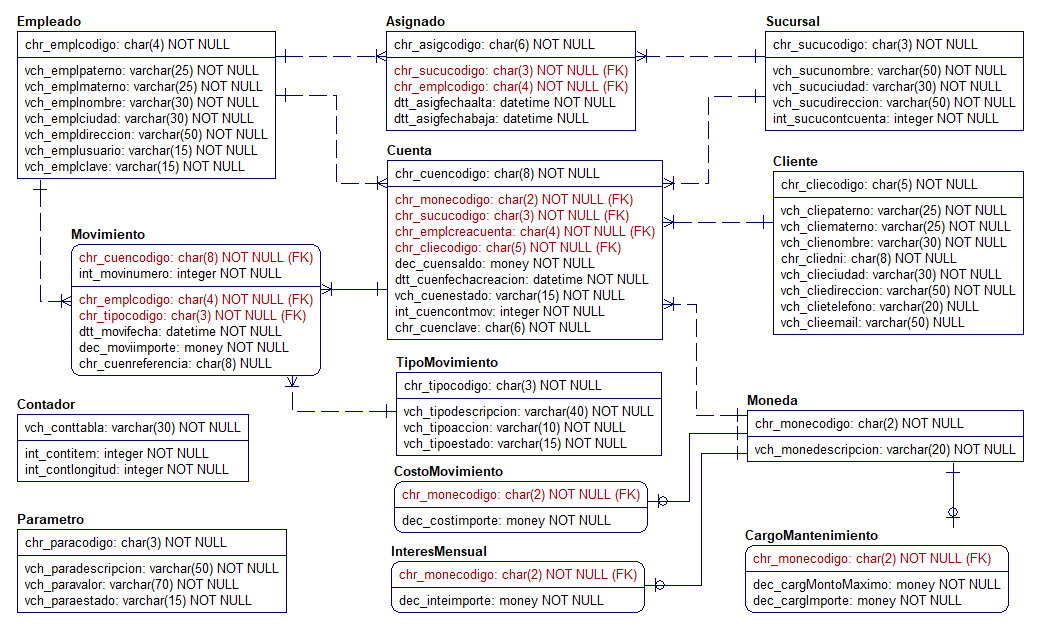 Empleado
chr_emplcodigo: char(4) NOT NULL
vch_emplpaterno: varchar(25) NOT NULL
vch_emplmaterno: varchar(25) NOT NULL
vch_emplnombre: varchar(30) NOT NULL
vch_emplciudad: varchar(30) NOT NULL
vch_empldireccion: varchar(50) NOT NULL
vch_emplusuario: varchar(15) NOT NULL
vch_emplclave: varchar(15) NOT NULL
Asignado
chr_asigcodigo: char(6) NOT NULL
chr_sucucodigo: char(3) NOT NULL (FK)
chr_emplcodigo: char(4) NOT NULL (FK)
dtt_asigfechaalta: datetime NOT NULL
dtt_asigfechabaja: datetime NULL
Sucursal
chr_sucucodigo: char(3) NOT NULL
vch_sucunombre: varchar(50) NOT NULL
vch_sucuciudad: varchar(30) NOT NULL
vch_sucudireccion: varchar(50) NOT NULL
int_sucucontcuenta: integer NOT NULL
Cuenta
chr_cuencodigo: char(8) NOT NULL
chr_monecodigo: char(2) NOT NULL (FK)
chr_sucucodigo: char(3) NOT NULL (FK)
chr_emplcreacuenta: char(4) NOT NULL (FK)
chr_cliecodigo: char(5) NOT NULL (FK)
dec_cuensaldo: money NOT NULL
dtt_cuenfechacreacion: datetime NOT NULL
vch_cuenestado: varchar(15) NOT NULL
int_cuencontmov: integer NOT NULL
chr_cuenclave: char(6) NOT NULL
Cliente
chr_cliecodigo: char(5) NOT NULL
vch_cliepaterno: varchar(25) NOT NULL
vch_cliematerno: varchar(25) NOT NULL
vch_clienombre: varchar(30) NOT NULL
chr_cliedni: char(8) NOT NULL
vch_clieciudad: varchar(30) NOT NULL
vch_cliedireccion: varchar(50) NOT NULL
vch_clietelefono: varchar(20) NULL
vch_clieemail: varchar(50) NULL
Movimiento
chr_cuencodigo: char(8) NOT NULL (FK)
int_movinumero: integer NOT NULL
chr_emplcodigo: char(4) NOT NULL (FK)
chr_tipocodigo: char(3) NOT NULL (FK)
dtt_movifecha: datetime NOT NULL
dec_moviimporte: money NOT NULL
chr_cuenreferencia: char(8) NULL
TipoMovimiento
chr_tipocodigo: char(3) NOT NULL
vch_tipodescripcion: varchar(40) NOT NULL
vch_tipoaccion: varchar(10) NOT NULL
vch_tipoestado: varchar(15) NOT NULL
Contador
vch_conttabla: varchar(30) NOT NULL
int_contitem: integer NOT NULL
int_contlongitud: integer NOT NULL
Moneda
chr_monecodigo: char(2) NOT NULL
vch_monedescripcion: varchar(20) NOT NULL
CostoMovimiento
chr_monecodigo: char(2) NOT NULL (FK)
dec_costimporte: money NOT NULL
Parametro
chr_paracodigo: char(3) NOT NULL
vch_paradescripcion: varchar(50) NOT NULL
vch_paravalor: varchar(70) NOT NULL
vch_paraestado: varchar(15) NOT NULL
InteresMensual
chr_monecodigo: char(2) NOT NULL (FK)
dec_inteimporte: money NOT NULL
CargoMantenimiento
chr_monecodigo: char(2) NOT NULL (FK)
dec_cargMontoMaximo: money NOT NULL
dec_cargImporte: money NOT NULL